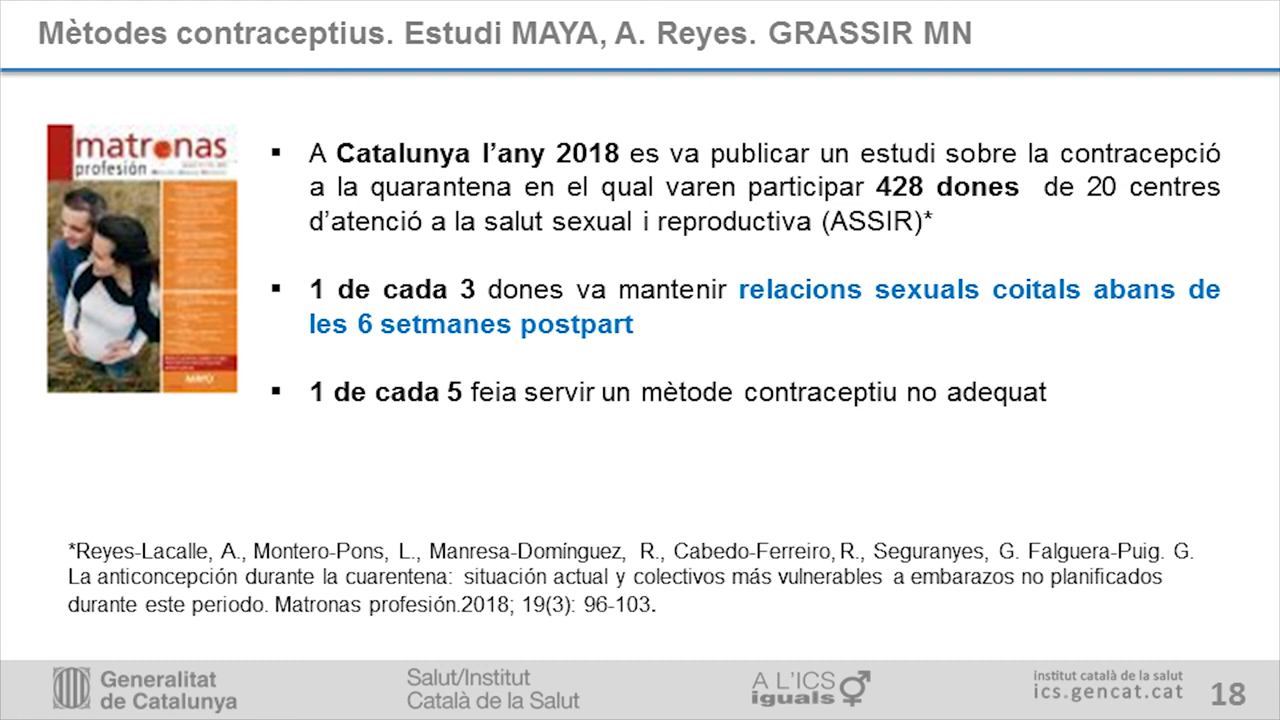 Mètodes contraceptius. Estudi MAYA, A. Reyes. GRASSIR MN
matronas
profesión
▪ A Catalunya l’any 2018 es va publicar un estudi sobre la contracepció
a la quarantena en el qual varen participar 428 dones de 20 centres
d’atenció a la salut sexual i reproductiva (ASSIR)*
▪ 1 de cada 3 dones va mantenir relacions sexuals coitals abans de
les 6 setmanes postpart
▪ 1 de cada 5 feia servir un mètode contraceptiu no adequat
*Reyes-Lacalle, A., Montero-Pons, L., Manresa-Domínguez, R., Cabedo-Ferreiro, R., Seguranyes, G. Falguera-Puig. G.
La anticoncepción durante la cuarentena: situación actual y colectivos más vulnerables a embarazos no planificados
durante este periodo. Matronas profesión.2018; 19(3): 96-103.
Generalitat
de Catalunya
Salut/Institut
Català de la Salut
A L'ICS
iguals
institut català de la salut
ics.gencat.cat
18